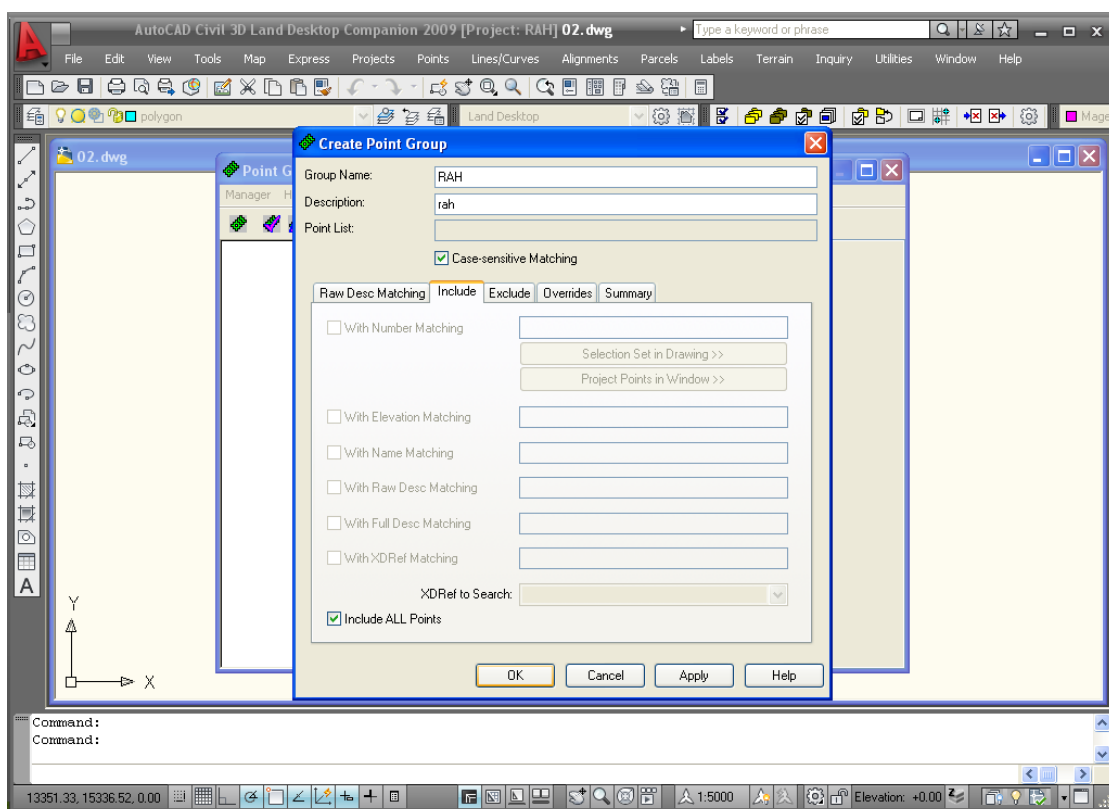 AutoCAD Civil 3D Land Desktop Companion 2009 [Project: RAH] 02.dwg
Type a keyword or phrase
File Edit View Tools Map Express Projects Points Lines/Curves Alignments Parcels Labels Terrain Inquiry Utilities Window Help
polygon
Land Desktop
02.dwg
Create Point Group
Group Name: RAH
Description: rah
Point List:
Case-sensitive Matching
Raw Desc Matching Include Exclude Overrides Summary
With Number Matching
Selection Set in Drawing >>
Project Points in Window >>
With Elevation Matching
With Name Matching
With Raw Desc Matching
With Full Desc Matching
With XDRef Matching
XDRef to Search:
Include ALL Points
OK Cancel Apply Help
Point G
Manager H
A
Y
X
Command:
Command:
13351.33, 15336.52, 0.00
1:5000
Elevation: +0.00